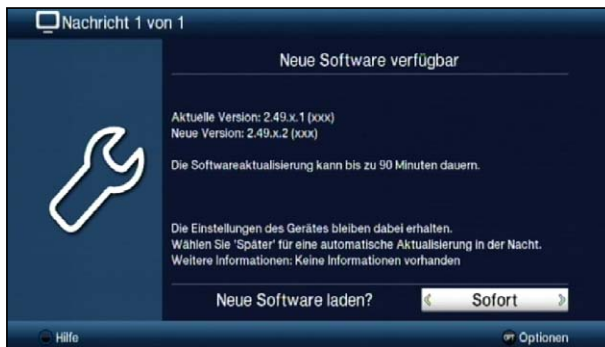 Nachricht 1 von 1
Neue Software verfügbar
Aktuelle Version: 2.49.x.1 (xxx)
Neue Version: 2.49.x.2 (xxx)
Die Softwareaktualisierung kann bis zu 90 Minuten dauern.
Die Einstellungen des Gerätes bleiben dabei erhalten.
Wählen Sie 'Später' für eine automatische Aktualisierung in der Nacht.
Weitere Informationen: Keine Informationen vorhanden
Neue Software laden? Sofort
Hilfe OPT Optionen